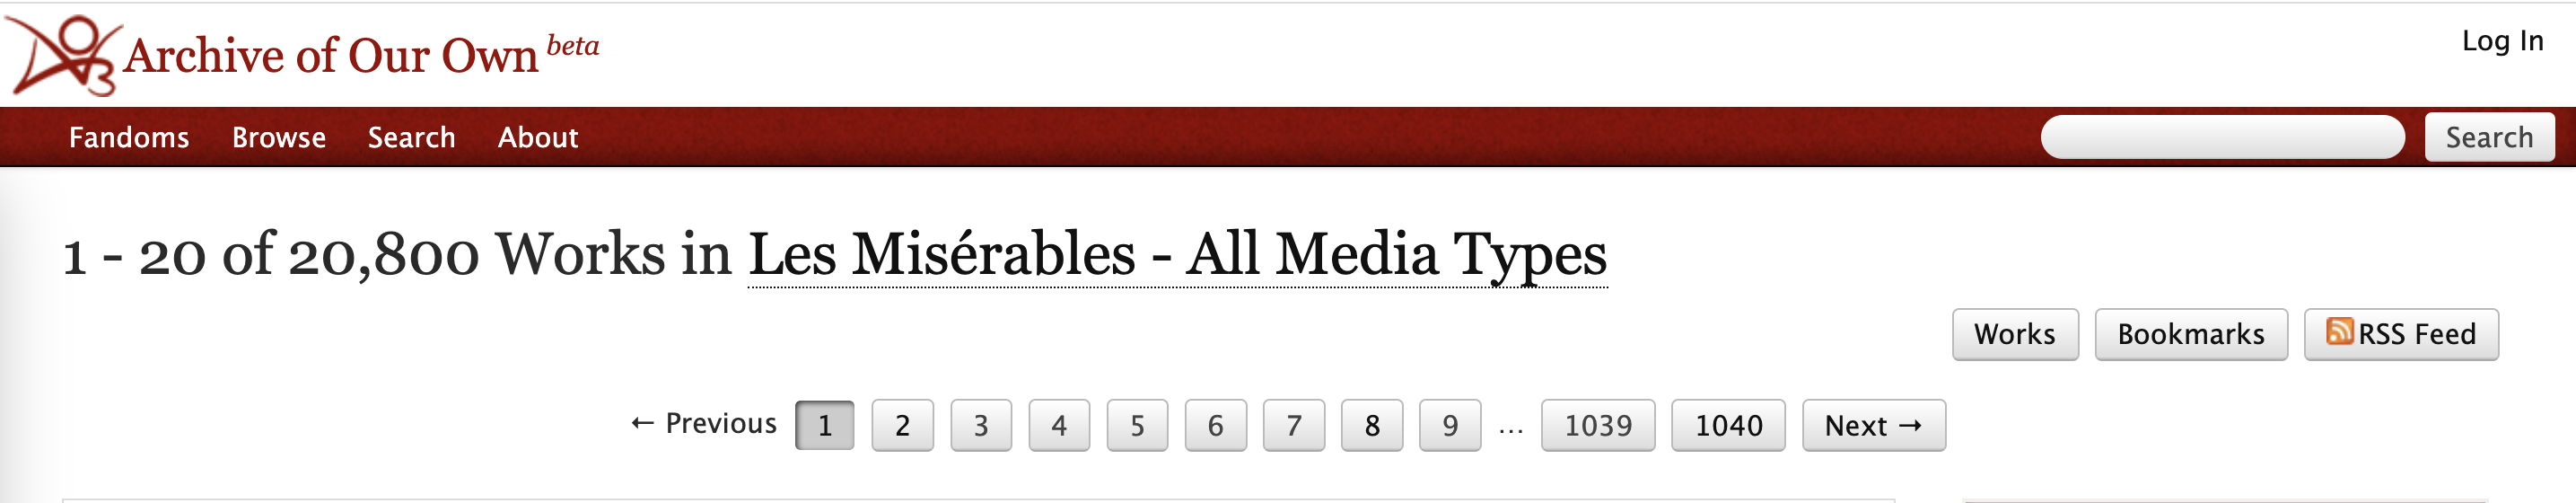 Archive of Our Own beta
Log In
Fandoms Browse Search About Search
1 - 20 of 20,800 Works in Les Misérables - All Media Types
Works Bookmarks RSS Feed
← Previous 1 2 3 4 5 6 7 8 9 ... 1039 1040 Next →